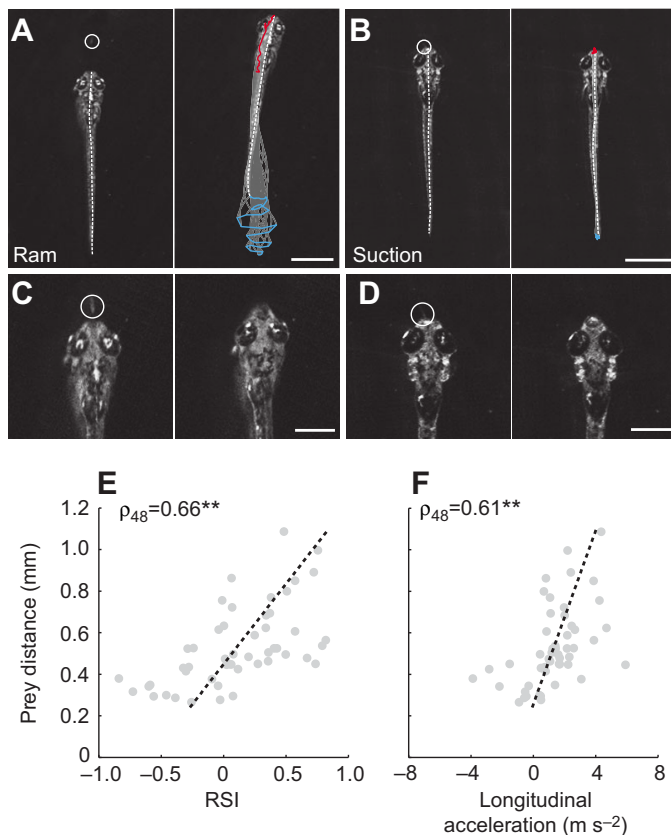 A
B
Ram
Suction
C
D
E
F
ρ48=0.66**
ρ48=0.61**
Prey distance (mm)
1.2
1.0
0.8
0.6
0.4
0.2
0
–1.0 –0.5 0 0.5 1.0
–8 –4 0 4 8
RSI
Longitudinal
acceleration (m s–2)